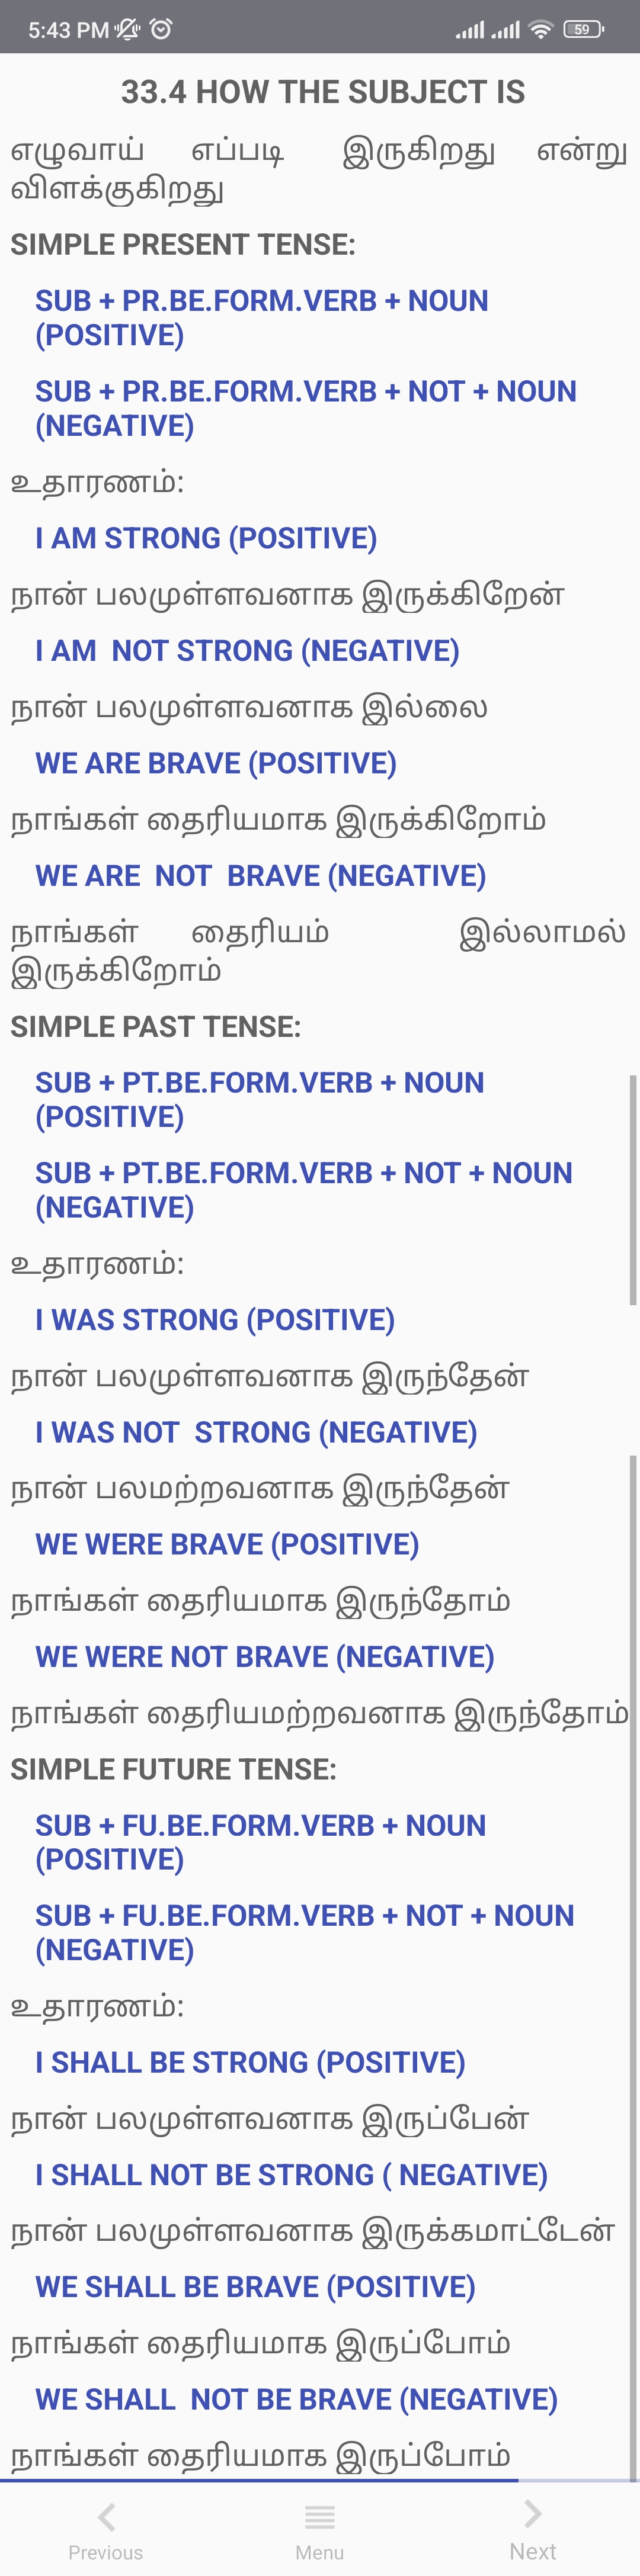 5:43 PM
59
33.4 HOW THE SUBJECT IS
எழுவாய் எப்படி இருகிறது என்று
விளக்குகிறது
SIMPLE PRESENT TENSE:
SUB + PR.BE.FORM.VERB + NOUN
(POSITIVE)
SUB + PR.BE.FORM.VERB + NOT + NOUN
(NEGATIVE)
உதாரணம்:
I AM STRONG (POSITIVE)
நான் பலமுள்ளவனாக இருக்கிறேன்
I AM NOT STRONG (NEGATIVE)
நான் பலமுள்ளவனாக இல்லை
WE ARE BRAVE (POSITIVE)
நாங்கள் தைரியமாக இருக்கிறோம்
WE ARE NOT BRAVE (NEGATIVE)
நாங்கள் தைரியம் இல்லாமல்
இருக்கிறோம்
SIMPLE PAST TENSE:
SUB + PT.BE.FORM.VERB + NOUN
(POSITIVE)
SUB + PT.BE.FORM.VERB + NOT + NOUN
(NEGATIVE)
உதாரணம்:
I WAS STRONG (POSITIVE)
நான் பலமுள்ளவனாக இருந்தேன்
I WAS NOT STRONG (NEGATIVE)
நான் பலமற்றவனாக இருந்தேன்
WE WERE BRAVE (POSITIVE)
நாங்கள் தைரியமாக இருந்தோம்
WE WERE NOT BRAVE (NEGATIVE)
நாங்கள் தைரியமற்றவனாக இருந்தோம்
SIMPLE FUTURE TENSE:
SUB + FU.BE.FORM.VERB + NOUN
(POSITIVE)
SUB + FU.BE.FORM.VERB + NOT + NOUN
(NEGATIVE)
உதாரணம்:
I SHALL BE STRONG (POSITIVE)
நான் பலமுள்ளவனாக இருப்பேன்
I SHALL NOT BE STRONG ( NEGATIVE)
நான் பலமுள்ளவனாக இருக்கமாட்டேன்
WE SHALL BE BRAVE (POSITIVE)
நாங்கள் தைரியமாக இருப்போம்
WE SHALL NOT BE BRAVE (NEGATIVE)
நாங்கள் தைரியமாக இருப்போம்
Previous Menu Next